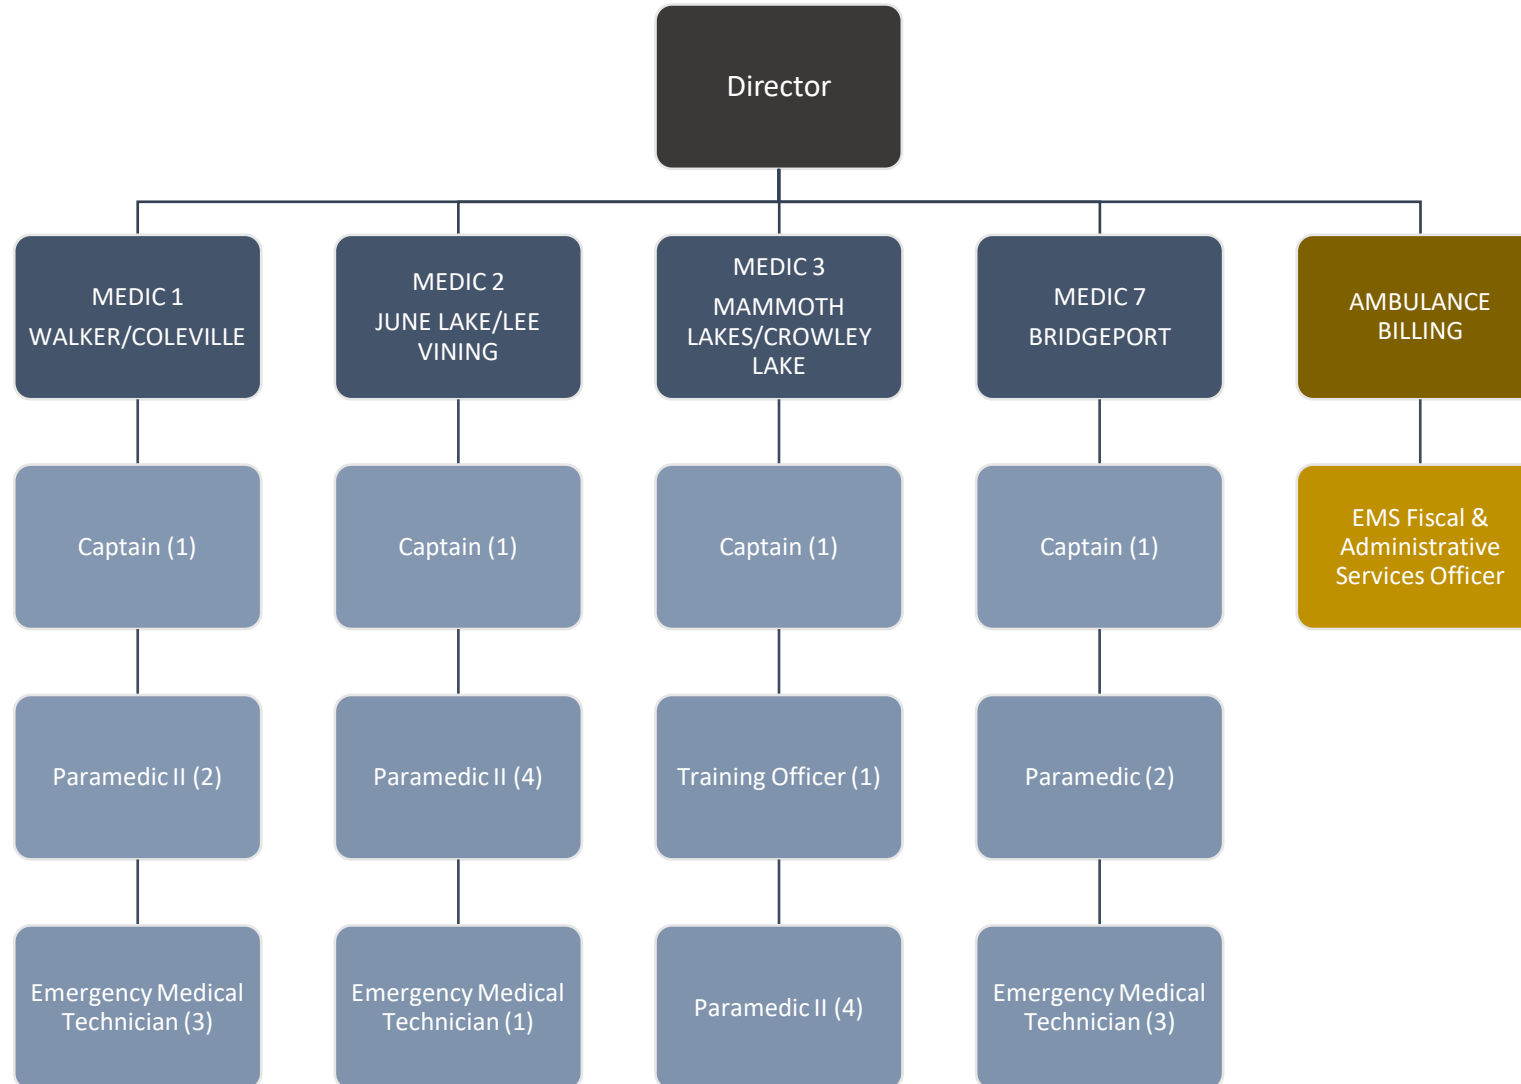 Director
MEDIC 1
WALKER/COLEVILLE
MEDIC 2
JUNE LAKE/LEE
VINING
MEDIC 3
MAMMOTH
LAKES/CROWLEY
LAKE
MEDIC 7
BRIDGEPORT
AMBULANCE
BILLING
Captain (1)
Captain (1)
Captain (1)
Captain (1)
EMS Fiscal &
Administrative
Services Officer
Paramedic II (2)
Paramedic II (4)
Training Officer (1)
Paramedic (2)
Emergency Medical
Technician (3)
Emergency Medical
Technician (1)
Paramedic II (4)
Emergency Medical
Technician (3)